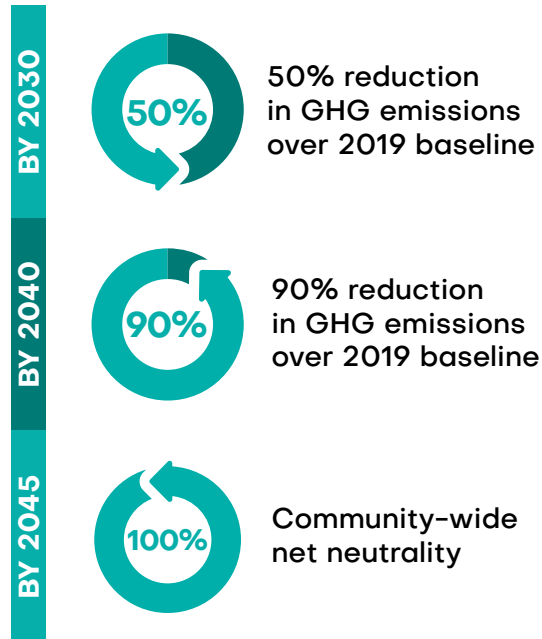 BY 2030
50%
50% reduction
in GHG emissions
over 2019 baseline
BY 2040
90%
90% reduction
in GHG emissions
over 2019 baseline
BY 2045
100%
Community-wide
net neutrality